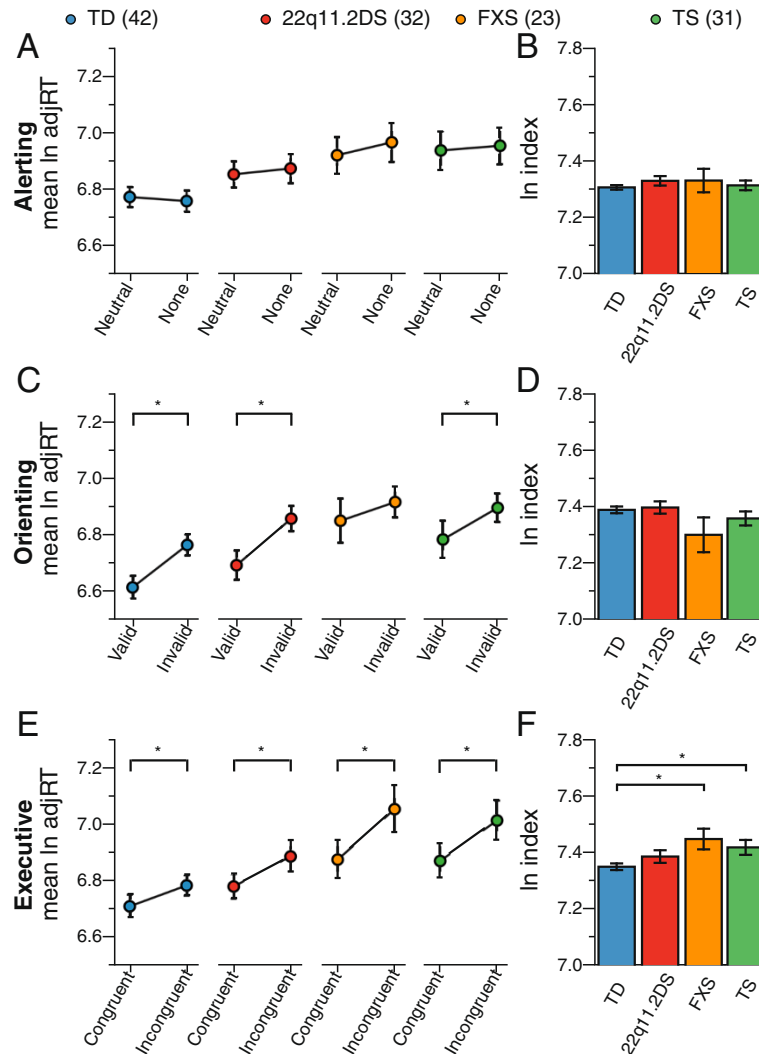 TD (42) 22q11.2DS (32) FXS (23) TS (31)
A
Alerting
mean ln adjRT
7.2
7.0
6.8
6.6
Neutral None Neutral None Neutral None Neutral None
B
ln index
7.8
7.6
7.4
7.2
7.0
TD 22q11.2DS FXS TS
C
Orienting
mean ln adjRT
7.2
7.0
6.8
6.6
* * *
Valid Invalid Valid Invalid Valid Invalid Valid Invalid
D
ln index
7.8
7.6
7.4
7.2
7.0
TD 22q11.2DS FXS TS
E
Executive
mean ln adjRT
7.2
7.0
6.8
6.6
* * * *
Congruent Incongruent Congruent Incongruent Congruent Incongruent Congruent Incongruent
F
ln index
7.8
7.6
7.4
7.2
7.0
*
*
TD 22q11.2DS FXS TS